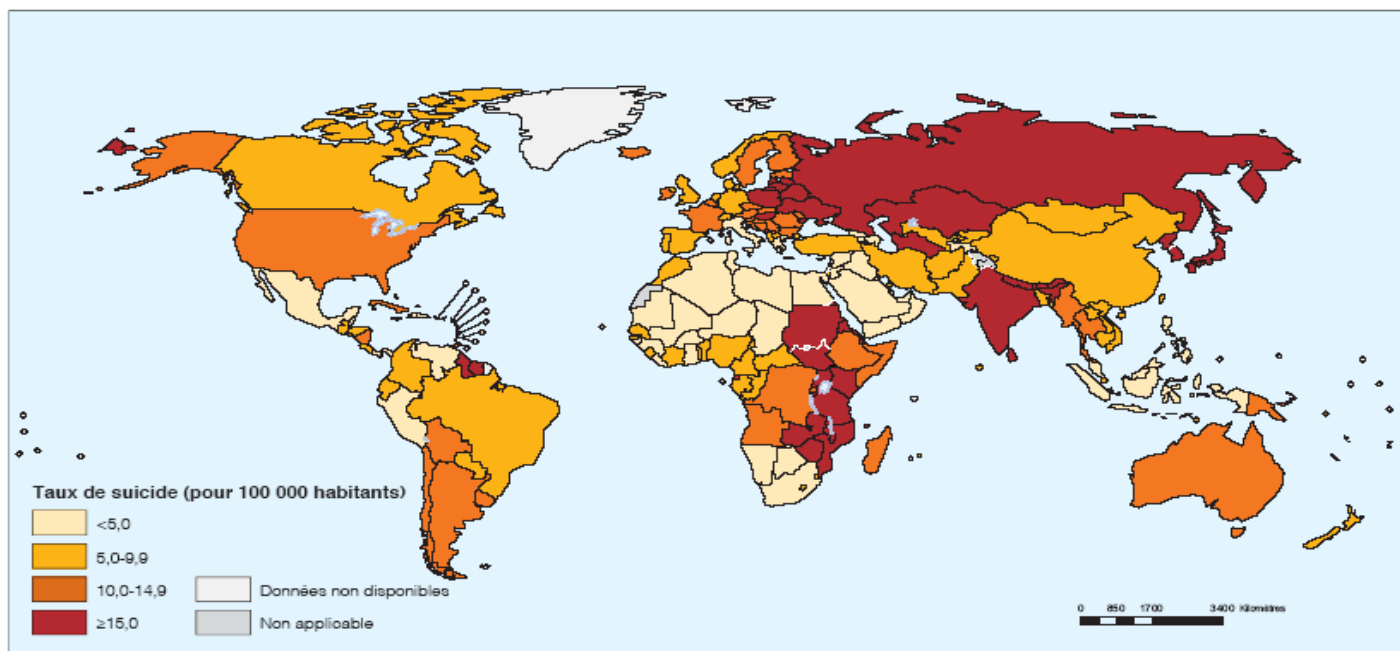 Taux de suicide (pour 100 000 habitants)
<5,0
5,0-9,9
10,0-14,9
≥15,0
Données non disponibles
Non applicable
0 850 1700 3400 Kilomètres